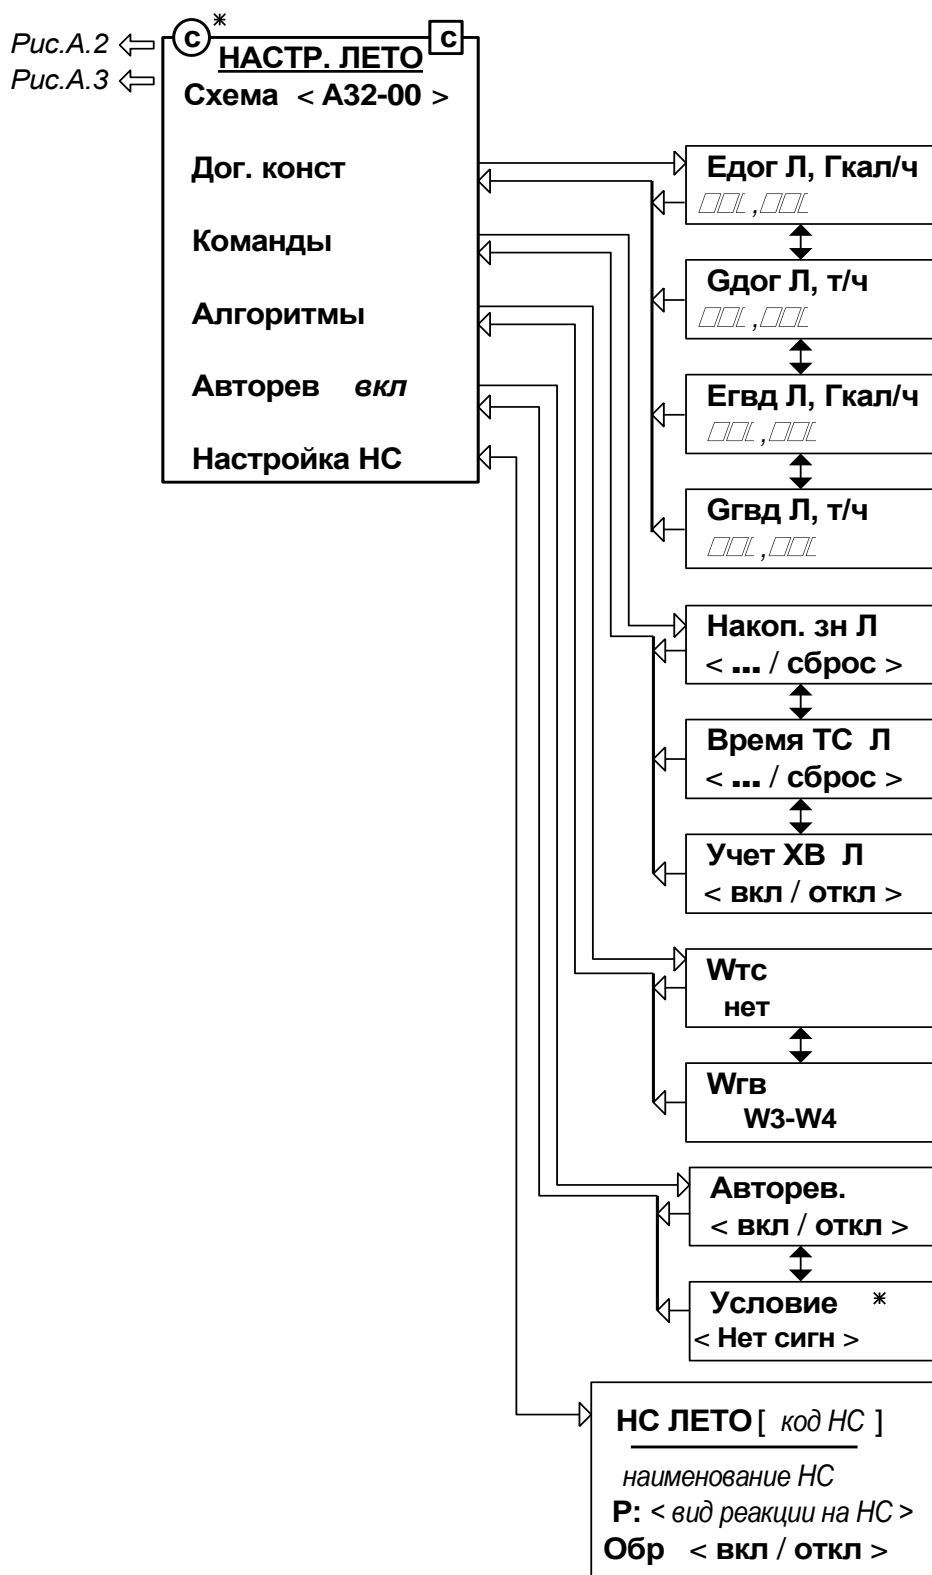 Рис.А.2
Рис.А.3
С * С
НАСТР. ЛЕТО
Схема < А32-00 >
Дог. конст
Команды
Алгоритмы
Авторев вкл
Настройка НС
Едог Л, Гкал/ч
Gдог Л, т/ч
Егвд Л, Гкал/ч
Gгвд Л, т/ч
Накоп. зн Л
< ... / сброс >
Время ТС Л
< ... / сброс >
Учет ХВ Л
< вкл / откл >
Wтс
нет
Wгв
W3-W4
Авторев.
< вкл / откл >
Условие *
< Нет сигн >
НС ЛЕТО [ код НС ]
наименование НС
Р: < вид реакции на НС >
Обр < вкл / откл >